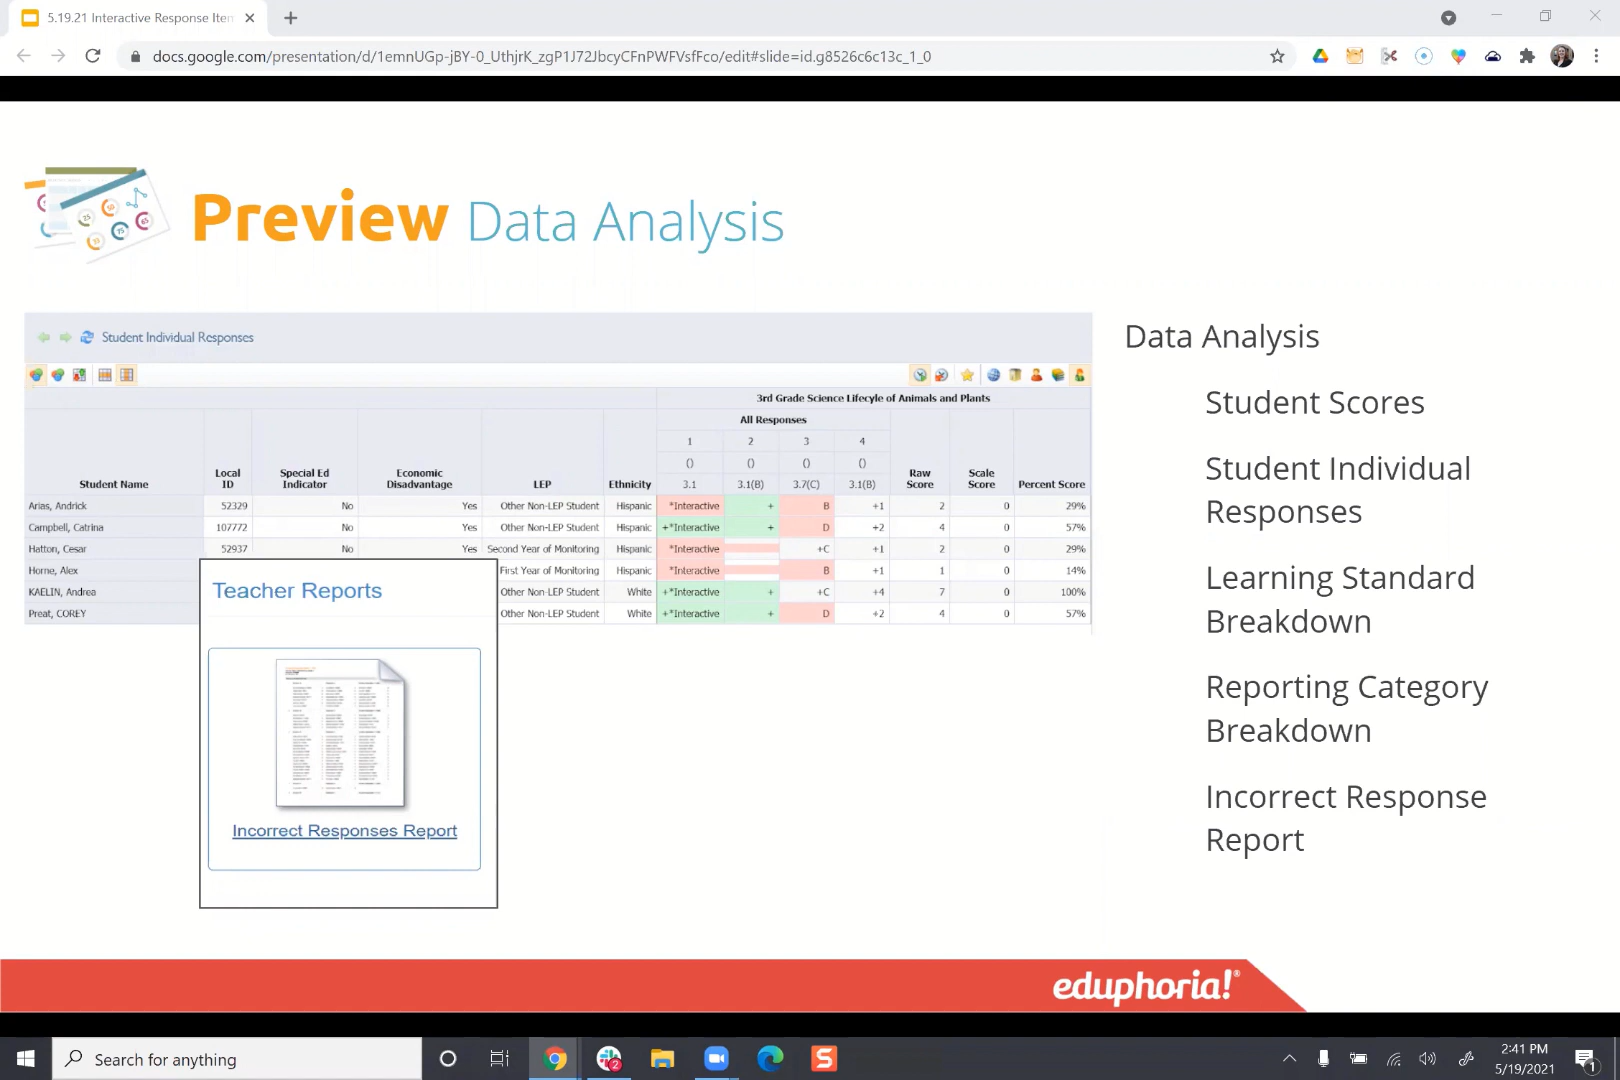 5.19.21 Interactive Response Item
docs.google.com/presentation/d/1emnUGp-jBY-0_UthjrK_zgP1J72JbcyCFnPWFVsfFco/edit#slide=id.g8526c6c13c_1_0
Preview Data Analysis
Student Individual Responses
3rd Grade Science Lifecyle of Animals and Plants
All Responses
1 2 3 4
() () () ()
Student Name Local ID Special Ed Indicator Economic Disadvantage LEP Ethnicity 3.1 3.1(B) 3.7(C) 3.1(B) Raw Score Scale Score Percent Score
Arias, Andrick 52329 No Yes Other Non-LEP Student Hispanic *Interactive + B +1 2 0 29%
Campbell, Catrina 107772 No Yes Other Non-LEP Student Hispanic +*Interactive + D +2 4 0 57%
Hatton, Cesar 52937 No Yes Second Year of Monitoring Hispanic *Interactive +C +1 2 0 29%
Horne, Alex First Year of Monitoring Hispanic *Interactive B +1 1 0 14%
KAELIN, Andrea Other Non-LEP Student White +*Interactive + +C +4 7 0 100%
Preat, COREY Other Non-LEP Student White +*Interactive + D +2 4 0 57%
Teacher Reports
Incorrect Responses Report
Data Analysis
Student Scores
Student Individual
Responses
Learning Standard
Breakdown
Reporting Category
Breakdown
Incorrect Response
Report
eduphoria!®
Search for anything
2
S
2:41 PM
5/19/2021
1